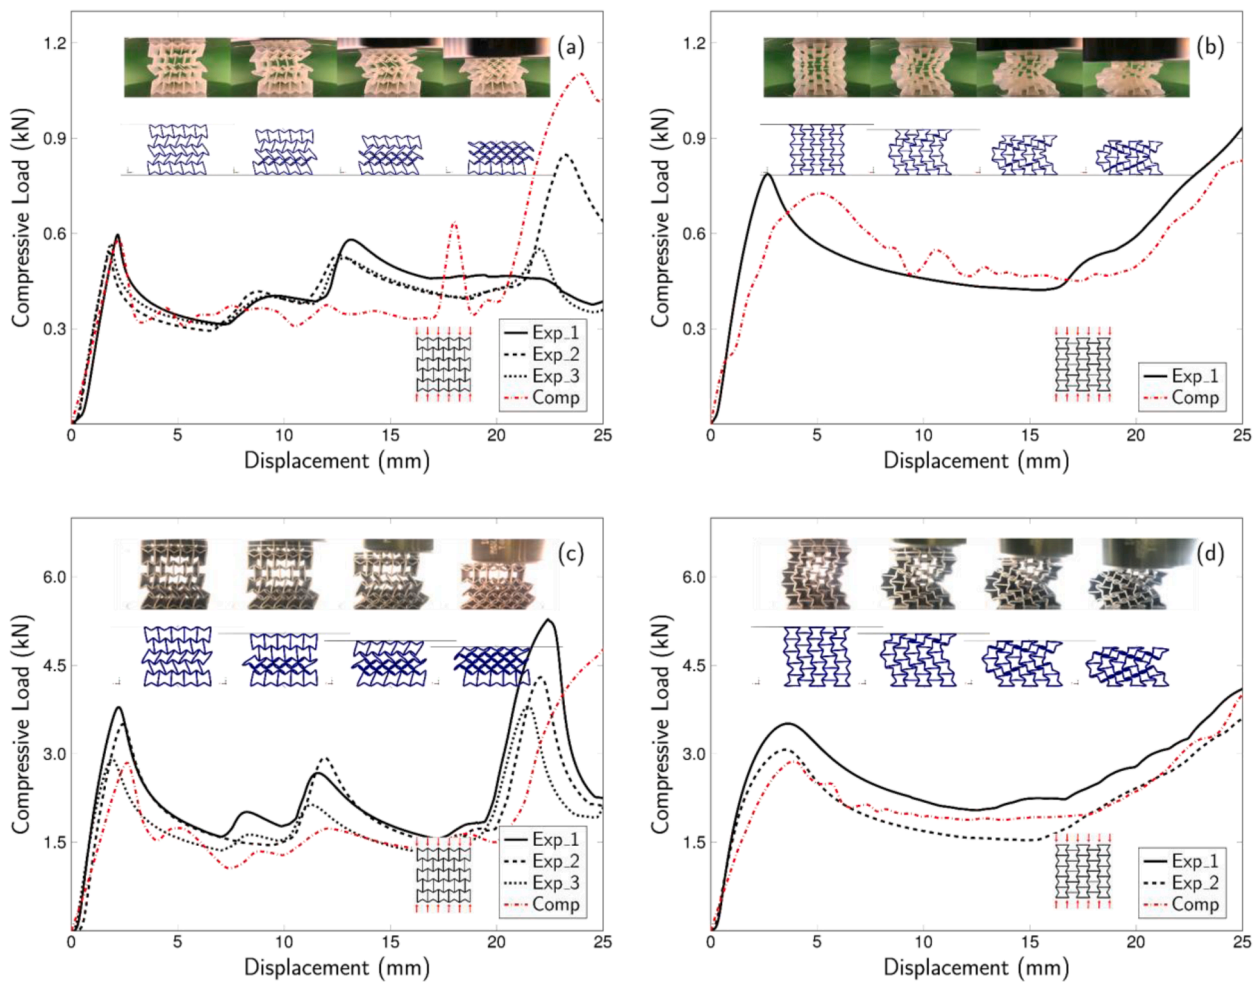 (a)
1.2
0.9
0.6
0.3
Compressive Load (kN)
Exp_1
Exp_2
Exp_3
Comp
0 5 10 15 20 25
Displacement (mm)
(b)
1.2
0.9
0.6
0.3
Compressive Load (kN)
Exp_1
Comp
0 5 10 15 20 25
Displacement (mm)
(c)
6.0
4.5
3.0
1.5
Compressive Load (kN)
Exp_1
Exp_2
Exp_3
Comp
0 5 10 15 20 25
Displacement (mm)
(d)
6.0
4.5
3.0
1.5
Compressive Load (kN)
Exp_1
Exp_2
Comp
0 5 10 15 20 25
Displacement (mm)